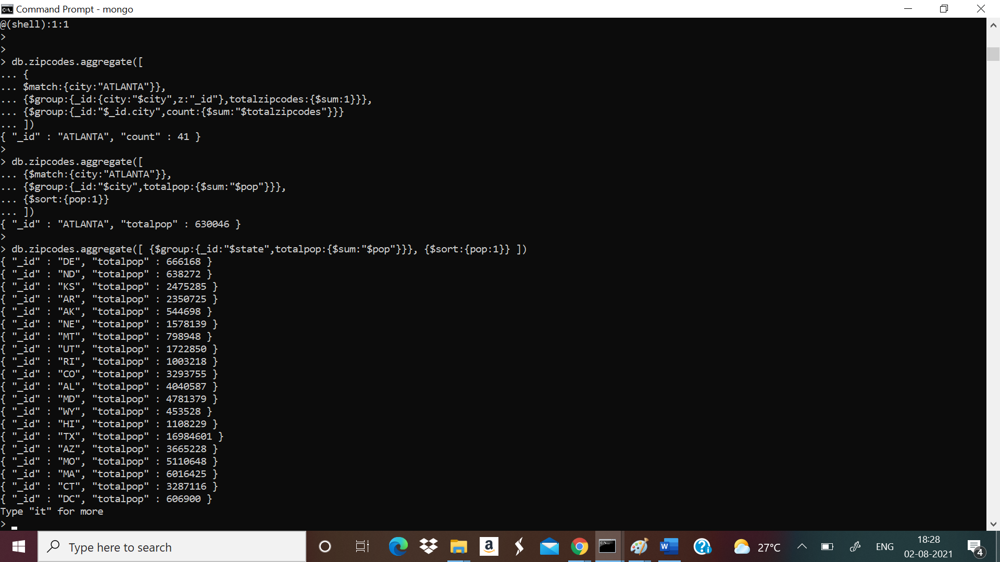 Command Prompt - mongo
@(shell):1:1
>
>
> db.zipcodes.aggregate([
... {
... $match:{city:"ATLANTA"}},
... {$group:{_id:{city:"$city",z:"_id"},totalzipcodes:{$sum:1}}},
... {$group:{_id:"$_id.city",count:{$sum:"$totalzipcodes"}}}
... ])
{ "_id" : "ATLANTA", "count" : 41 }
>
> db.zipcodes.aggregate([
... {$match:{city:"ATLANTA"}},
... {$group:{_id:"$city",totalpop:{$sum:"$pop"}}},
... {$sort:{pop:1}}
... ])
{ "_id" : "ATLANTA", "totalpop" : 630046 }
>
> db.zipcodes.aggregate([ {$group:{_id:"$state",totalpop:{$sum:"$pop"}}}, {$sort:{pop:1}} ])
{ "_id" : "DE", "totalpop" : 666168 }
{ "_id" : "ND", "totalpop" : 638272 }
{ "_id" : "KS", "totalpop" : 2475285 }
{ "_id" : "AR", "totalpop" : 2350725 }
{ "_id" : "AK", "totalpop" : 544698 }
{ "_id" : "NE", "totalpop" : 1578139 }
{ "_id" : "MT", "totalpop" : 798948 }
{ "_id" : "UT", "totalpop" : 1722850 }
{ "_id" : "RI", "totalpop" : 1003218 }
{ "_id" : "CO", "totalpop" : 3293755 }
{ "_id" : "AL", "totalpop" : 4040587 }
{ "_id" : "MD", "totalpop" : 4781379 }
{ "_id" : "WY", "totalpop" : 453528 }
{ "_id" : "HI", "totalpop" : 1108229 }
{ "_id" : "TX", "totalpop" : 16984601 }
{ "_id" : "AZ", "totalpop" : 3665228 }
{ "_id" : "MO", "totalpop" : 5110648 }
{ "_id" : "MA", "totalpop" : 6016425 }
{ "_id" : "CT", "totalpop" : 3287116 }
{ "_id" : "DC", "totalpop" : 606900 }
Type "it" for more
>
Type here to search
27°C
ENG
18:28
02-08-2021
4